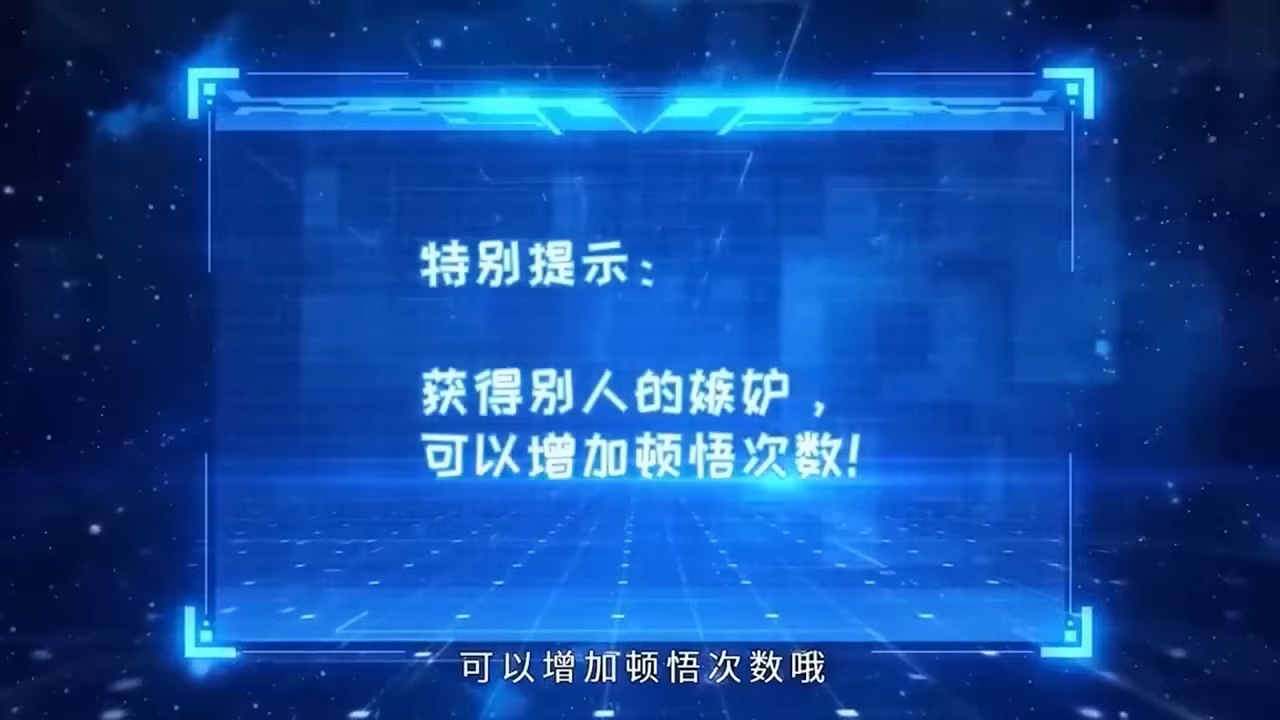 特别提示：
获得别人的嫉妒，
可以增加顿悟次数！
可以增加顿悟次数哦